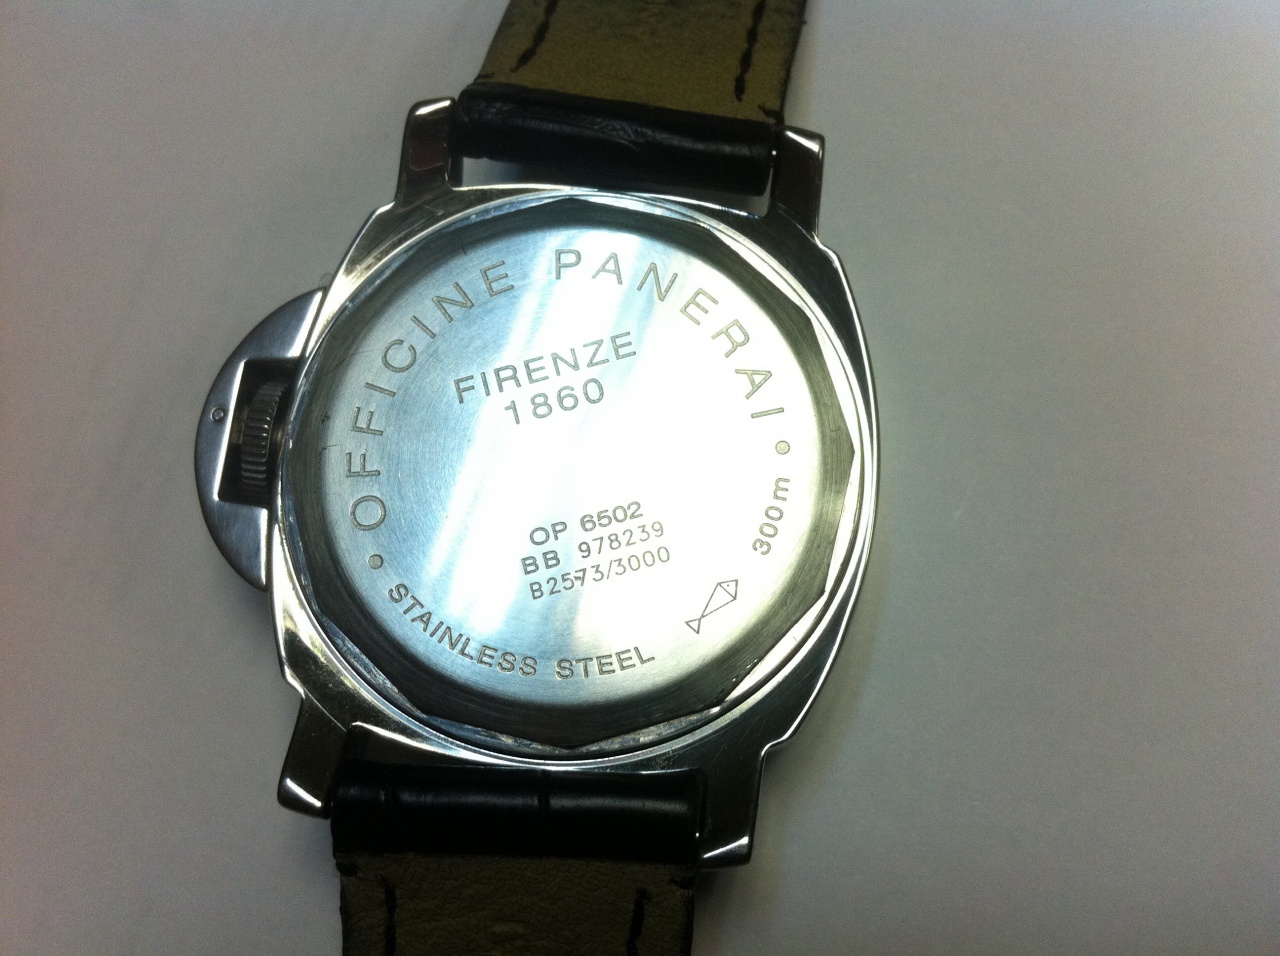 OFFICINE PANERAI
FIRENZE
1860
OP 6502
BB 978239
B2573/3000
300m
STAINLESS STEEL